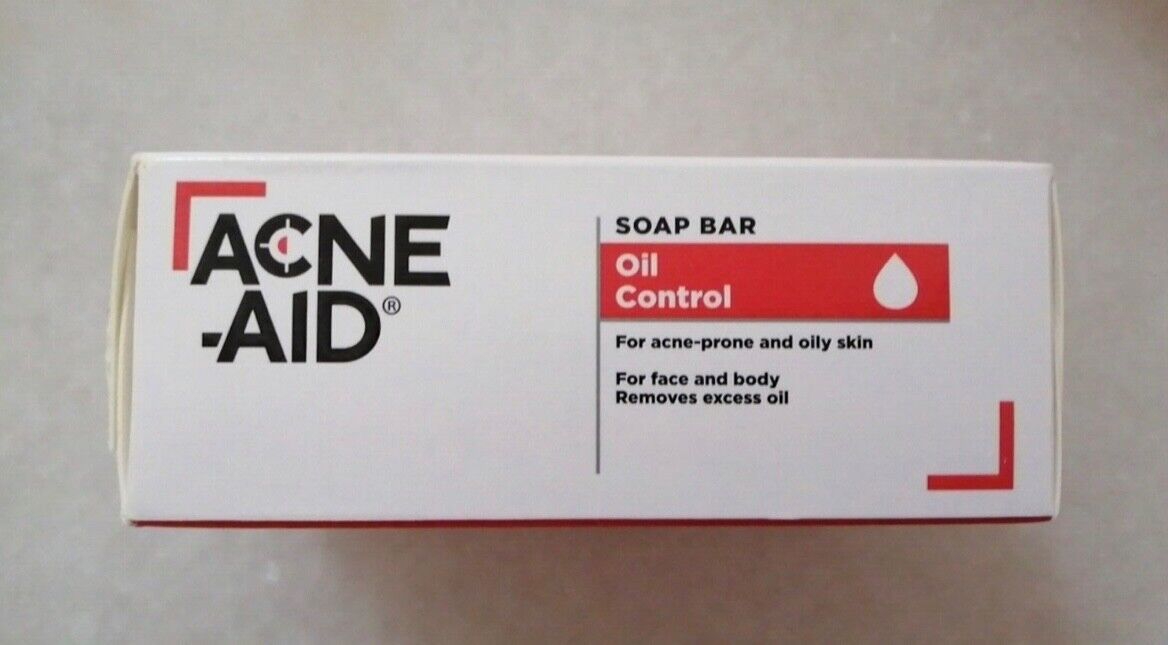 ACNE
-AID®
SOAP BAR
Oil
Control
For acne-prone and oily skin
For face and body
Removes excess oil